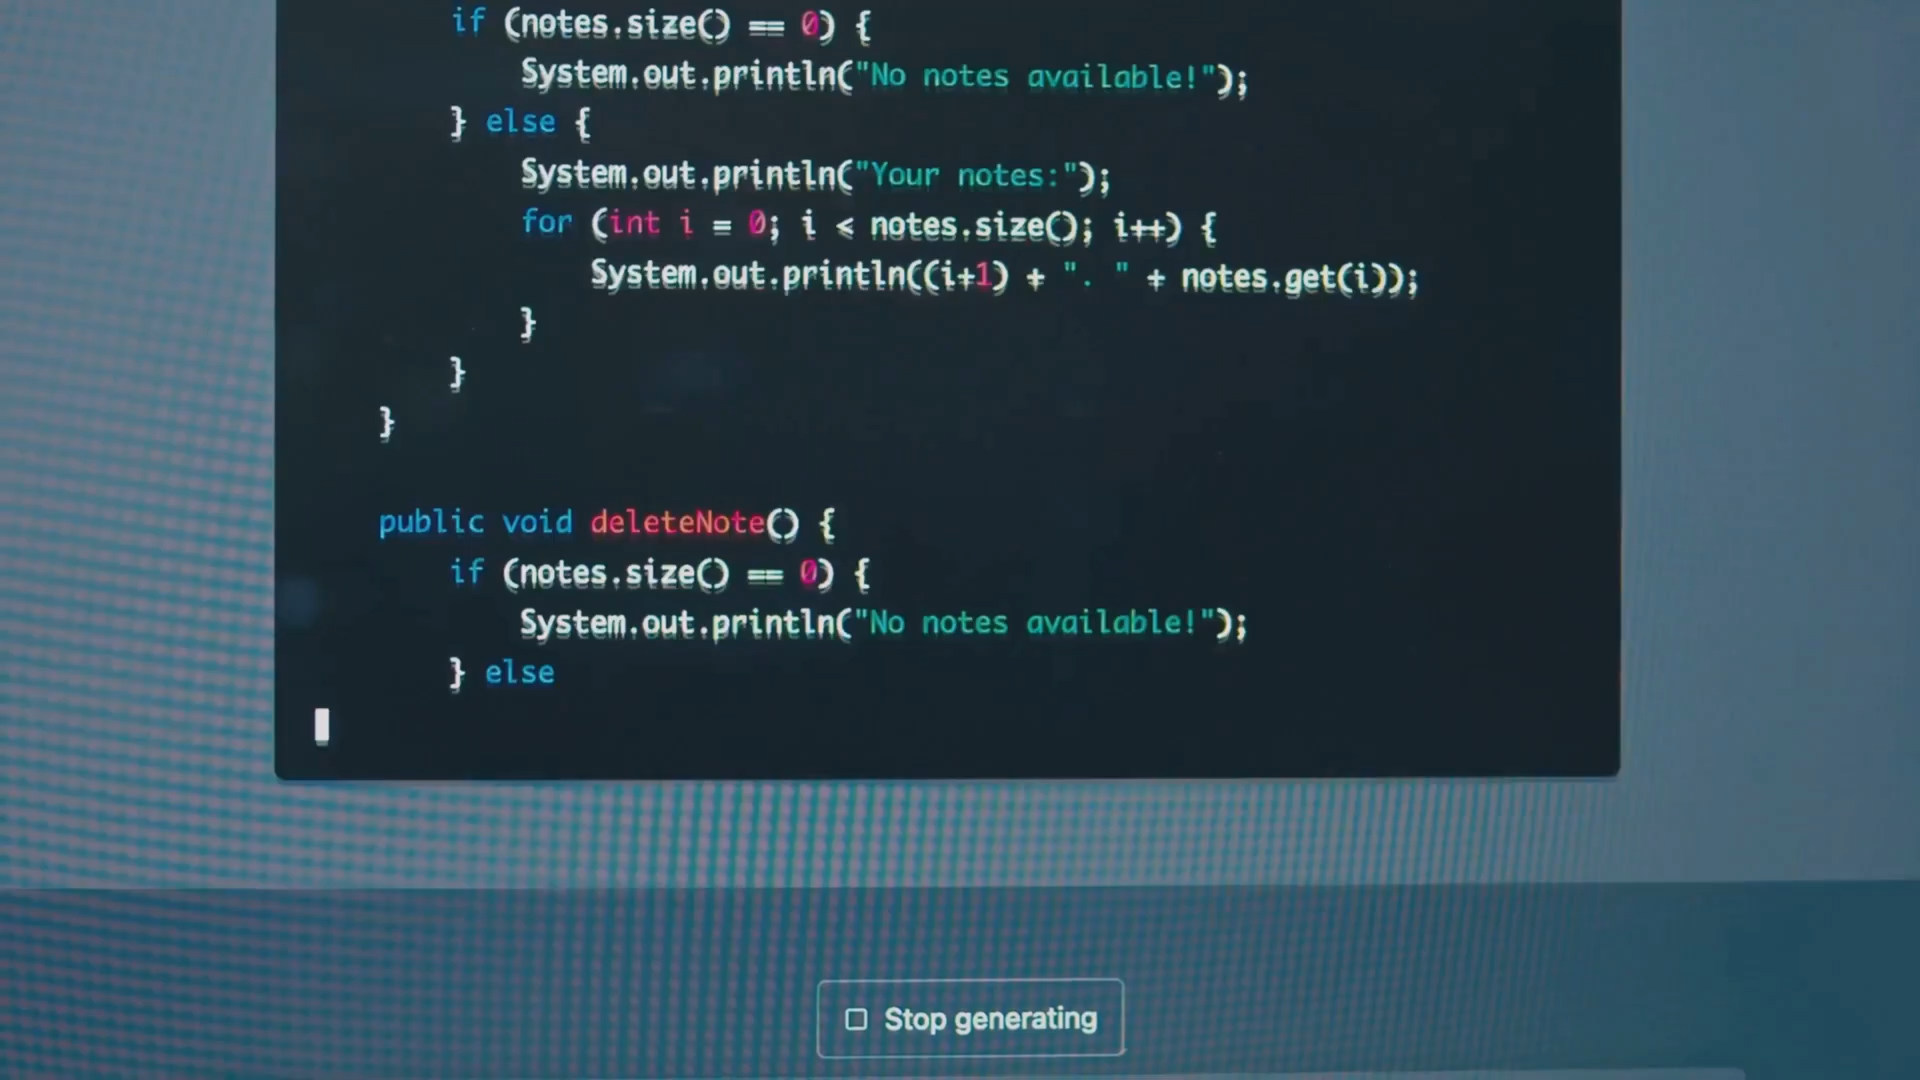 if (notes.size() == 0) {
System.out.println("No notes available!");
} else {
System.out.println("Your notes:");
for (int i = 0; i < notes.size(); i++) {
System.out.println((i+1) + ". " + notes.get(i));
}
}
}
public void deleteNote() {
if (notes.size() == 0) {
System.out.println("No notes available!");
} else
Stop generating